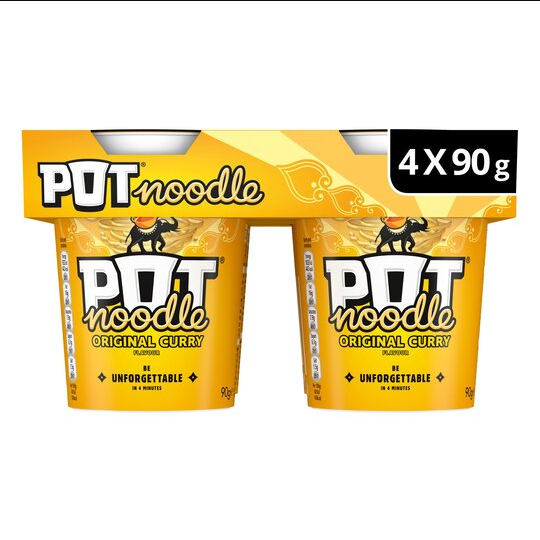 POT noodle
4 X 90g
POT
noodle
ORIGINAL CURRY
FLAVOUR
BE
UNFORGETTABLE
IN 4 MINUTES
90g
POT
noodle
ORIGINAL CURRY
FLAVOUR
BE
UNFORGETTABLE
IN 4 MINUTES
90g